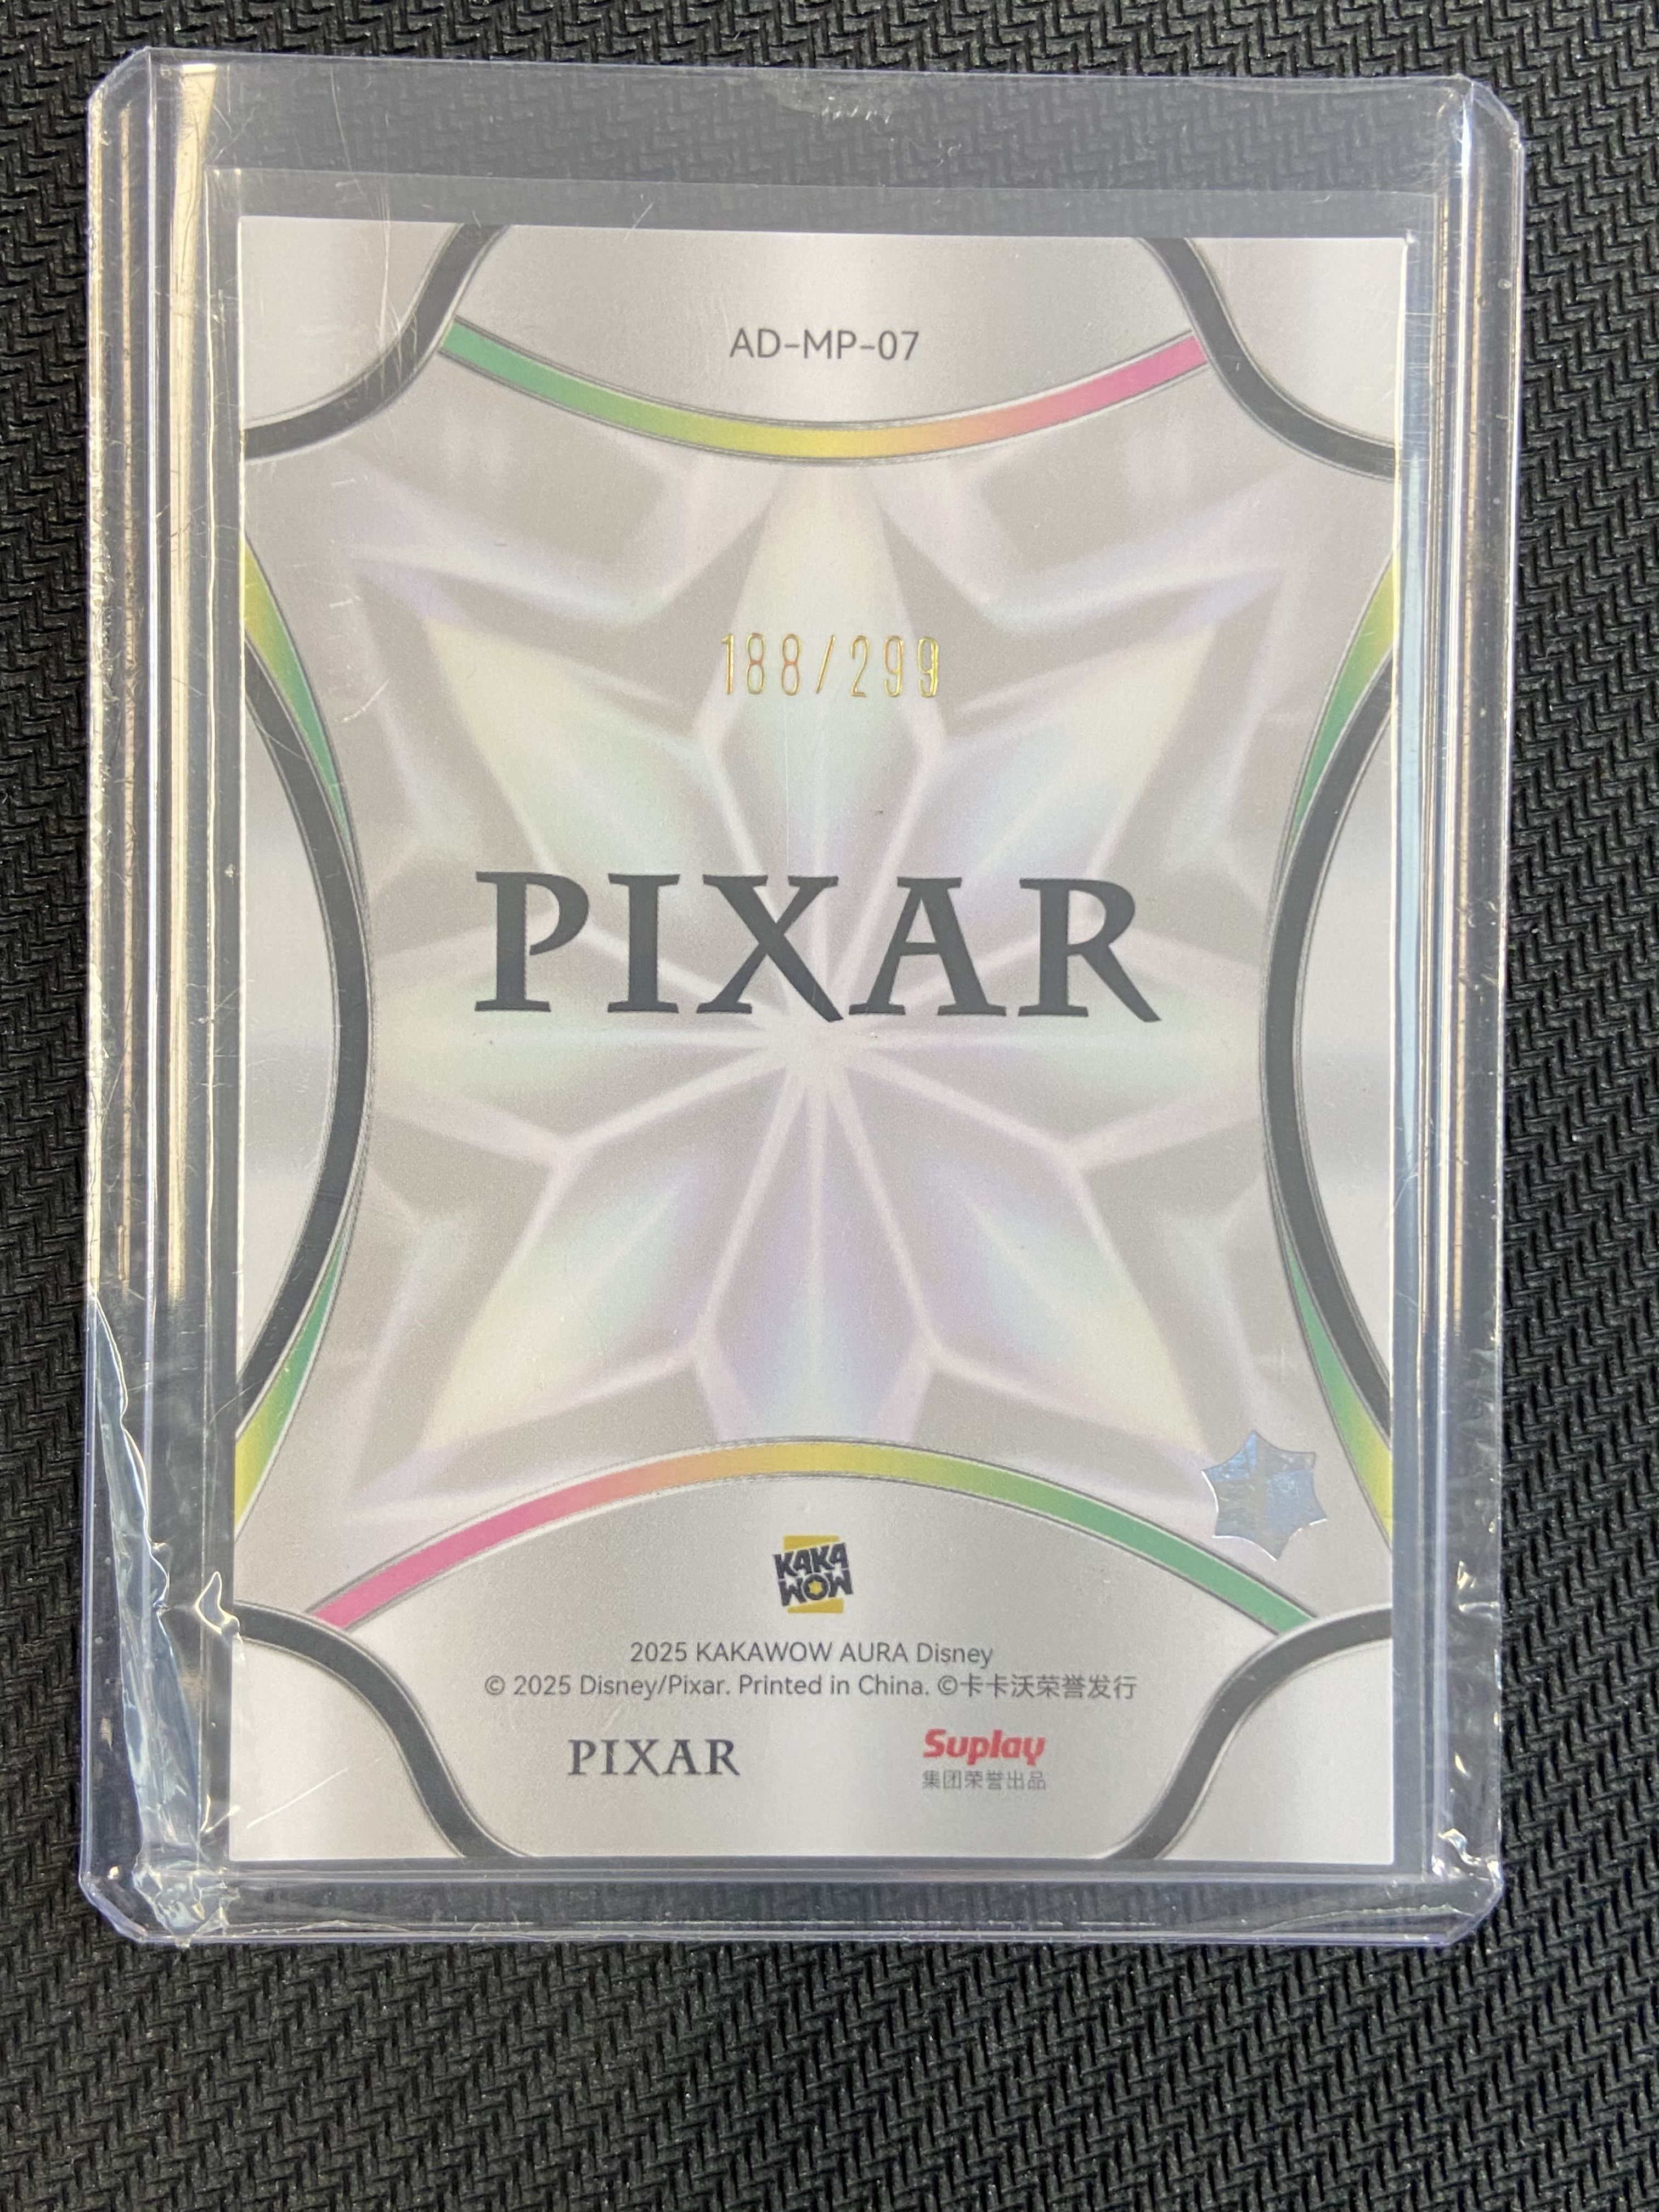 AD-MP-07
188/299
PIXAR
KAKA
WOW
2025 KAKAWOW AURA Disney
© 2025 Disney/Pixar. Printed in China. ©卡卡沃荣誉发行
PIXAR
Suplay
集团荣誉出品